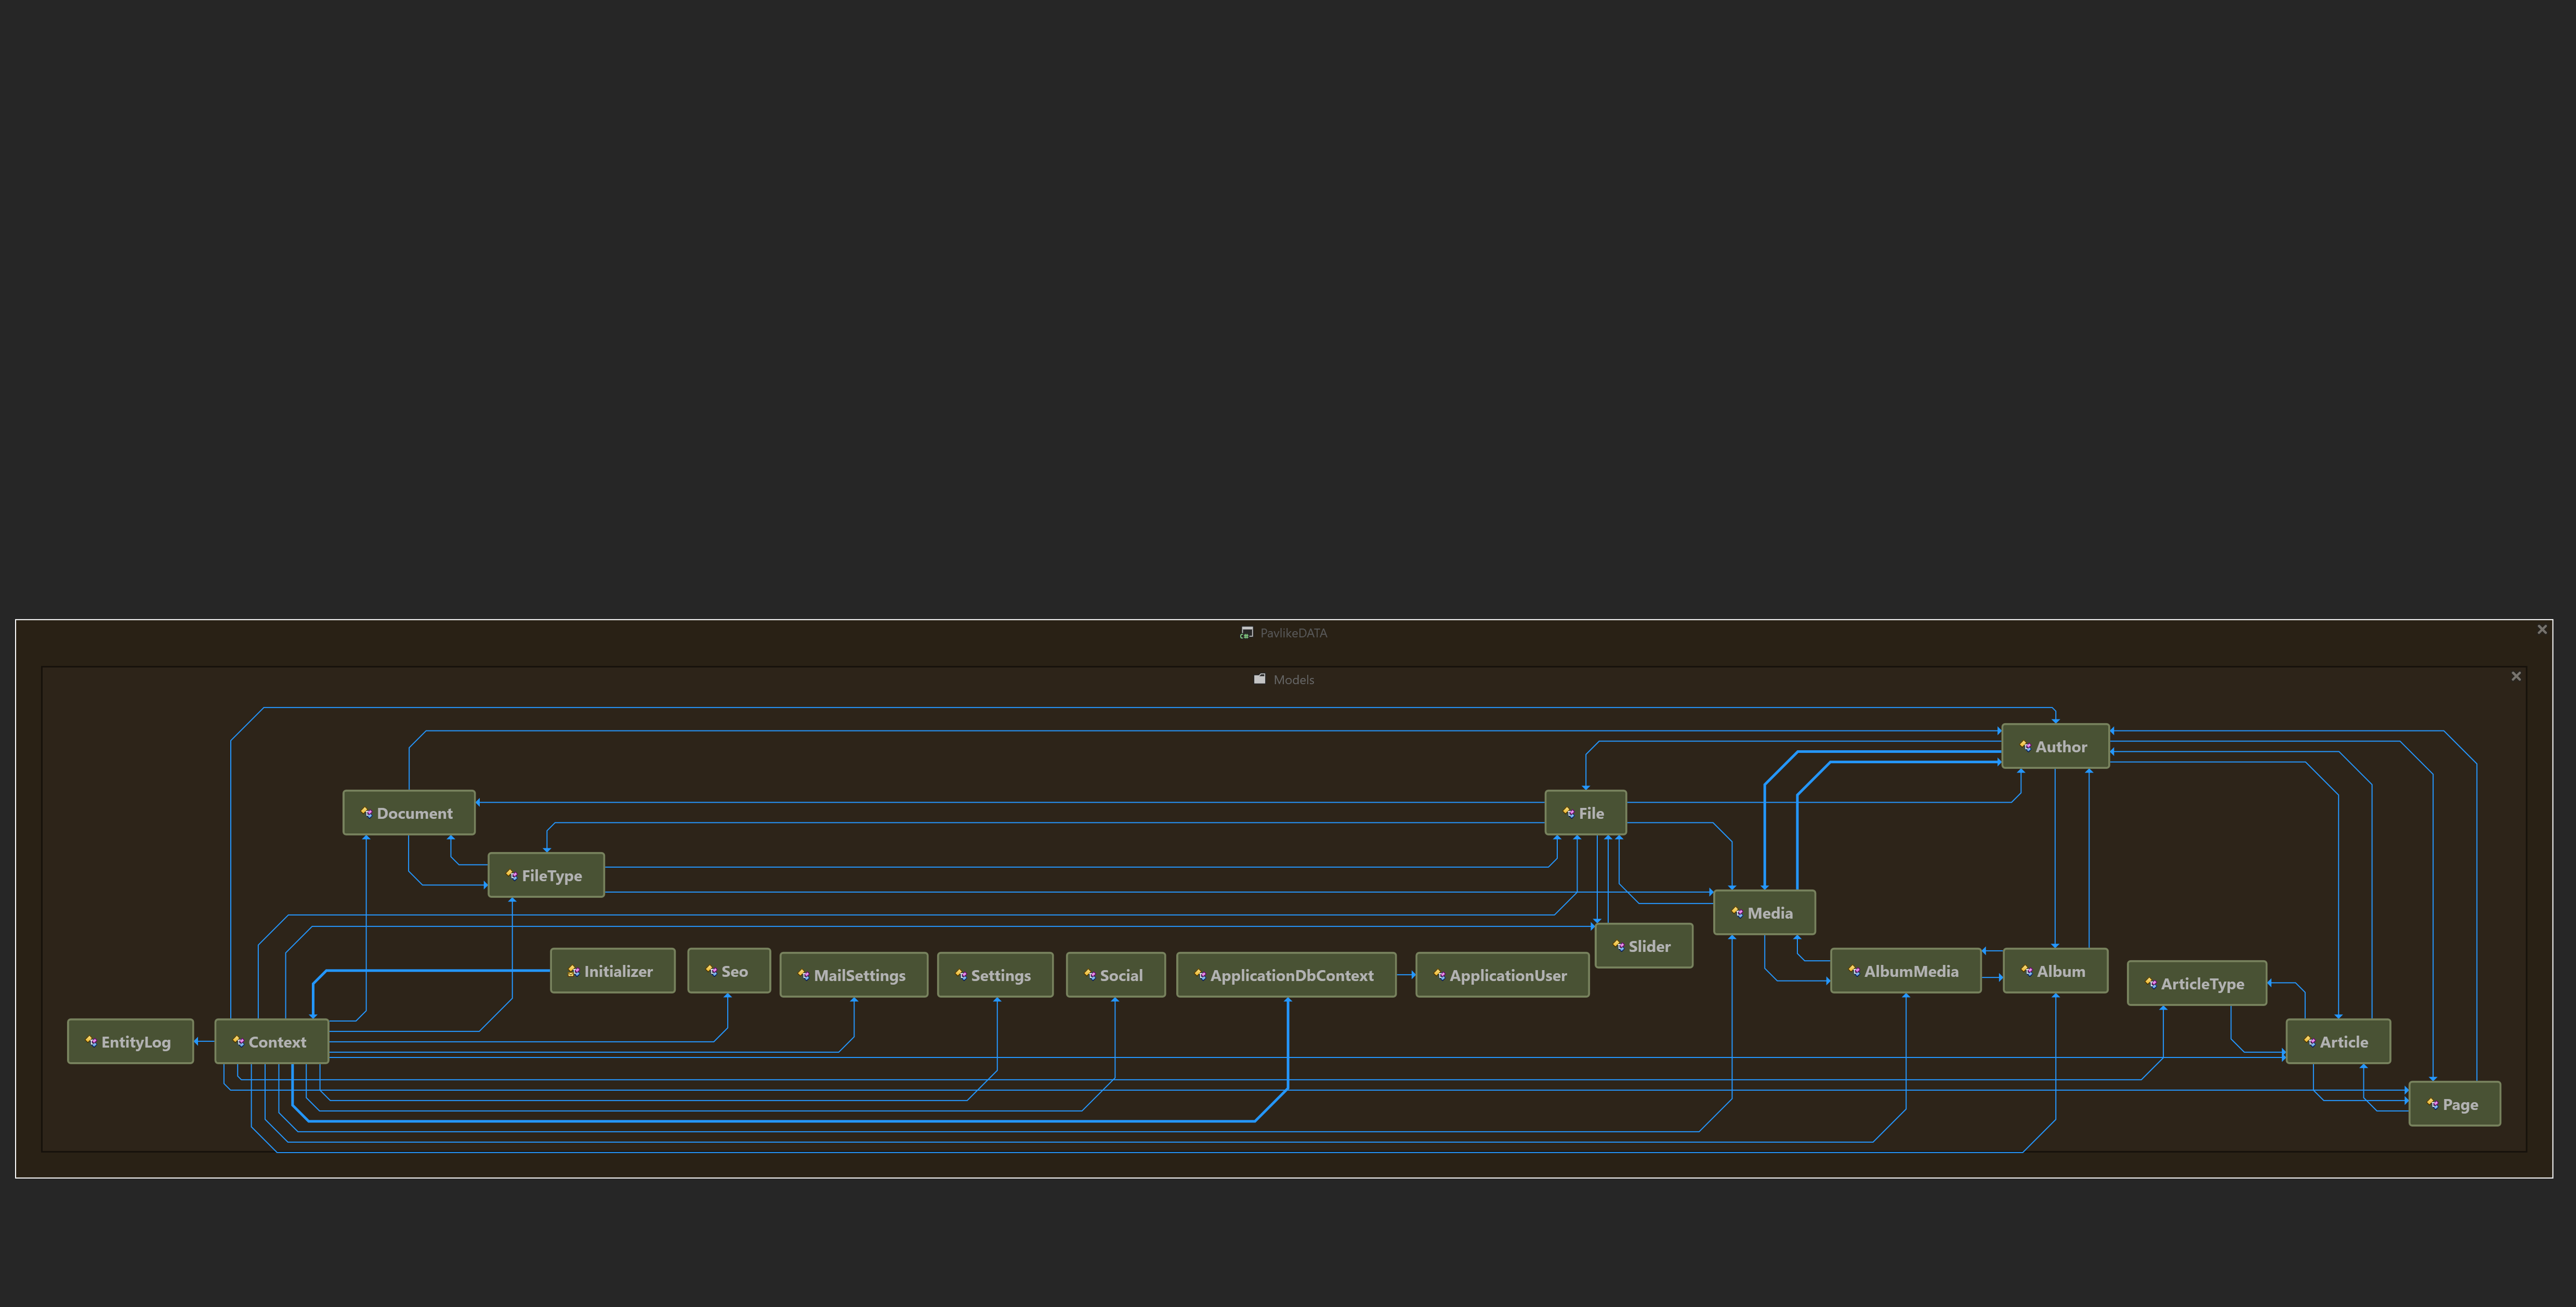 PavlikeDATA
Models
Author
Document
File
FileType
Media
Slider
Initializer
Seo
MailSettings
Settings
Social
ApplicationDbContext
ApplicationUser
AlbumMedia
Album
ArticleType
EntityLog
Context
Article
Page